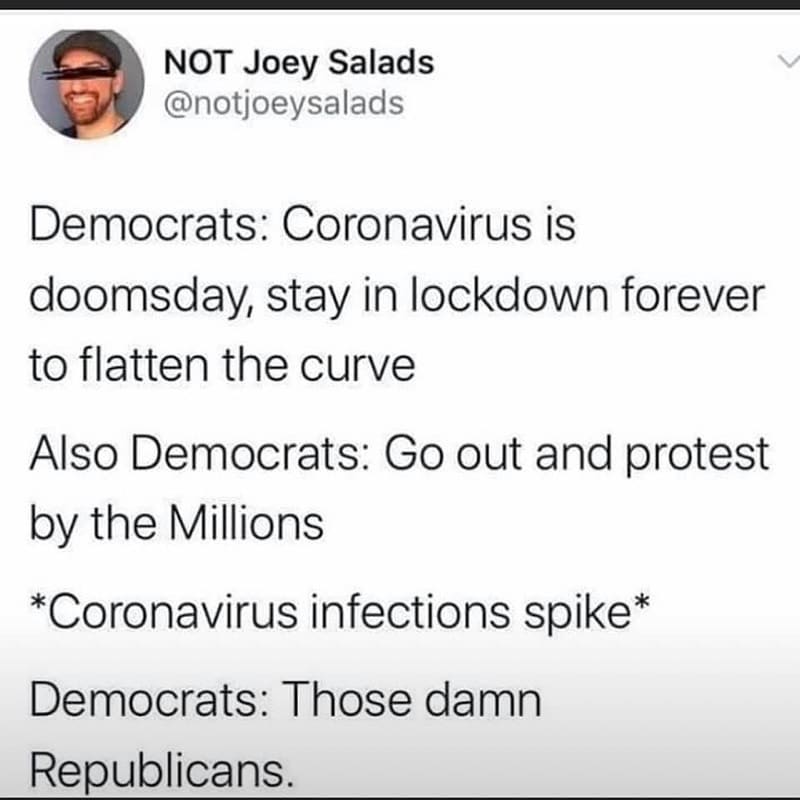 NOT Joey Salads
@notjoeysalads
Democrats: Coronavirus is
doomsday, stay in lockdown forever
to flatten the curve
Also Democrats: Go out and protest
by the Millions
*Coronavirus infections spike*
Democrats: Those damn
Republicans.